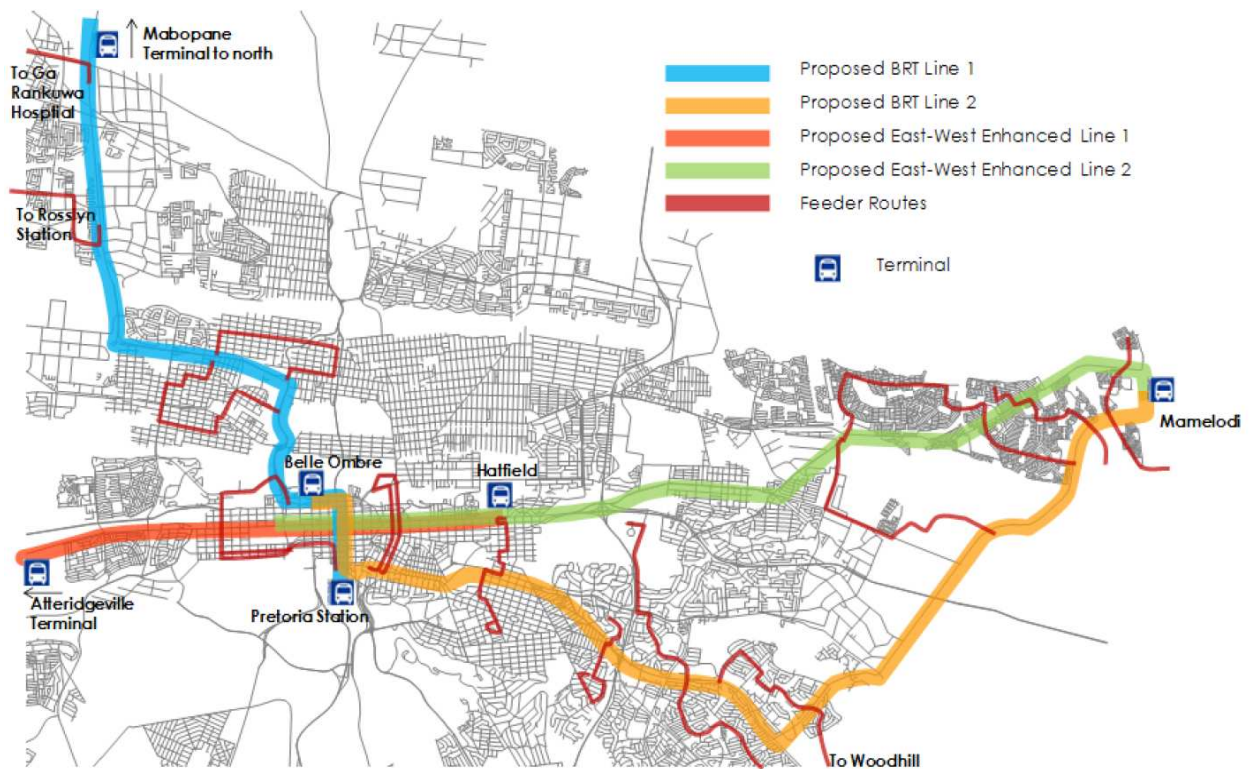 Mabopane
Terminal to north
To Ga
Rankuwa
Hospital
To Rosslyn
Station
Proposed BRT Line 1
Proposed BRT Line 2
Proposed East-West Enhanced Line 1
Proposed East-West Enhanced Line 2
Feeder Routes
Terminal
Mamelodi
Belle Ombre
Hatfield
Atteridgeville
Terminal
Pretoria Station
To Woodhill